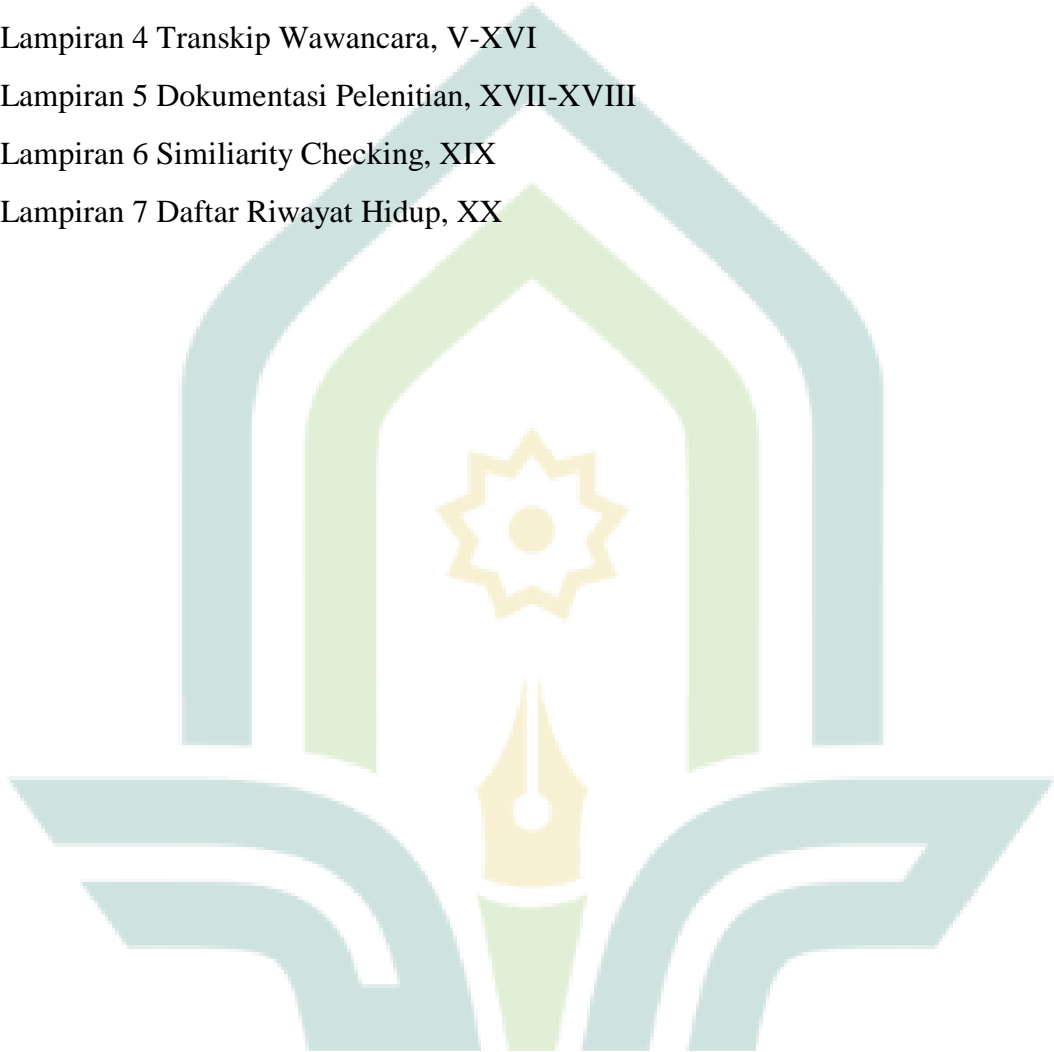 Lampiran 4 Transkip Wawancara, V-XVI
Lampiran 5 Dokumentasi Pelenitian, XVII-XVIII
Lampiran 6 Similiarity Checking, XIX
Lampiran 7 Daftar Riwayat Hidup, XX